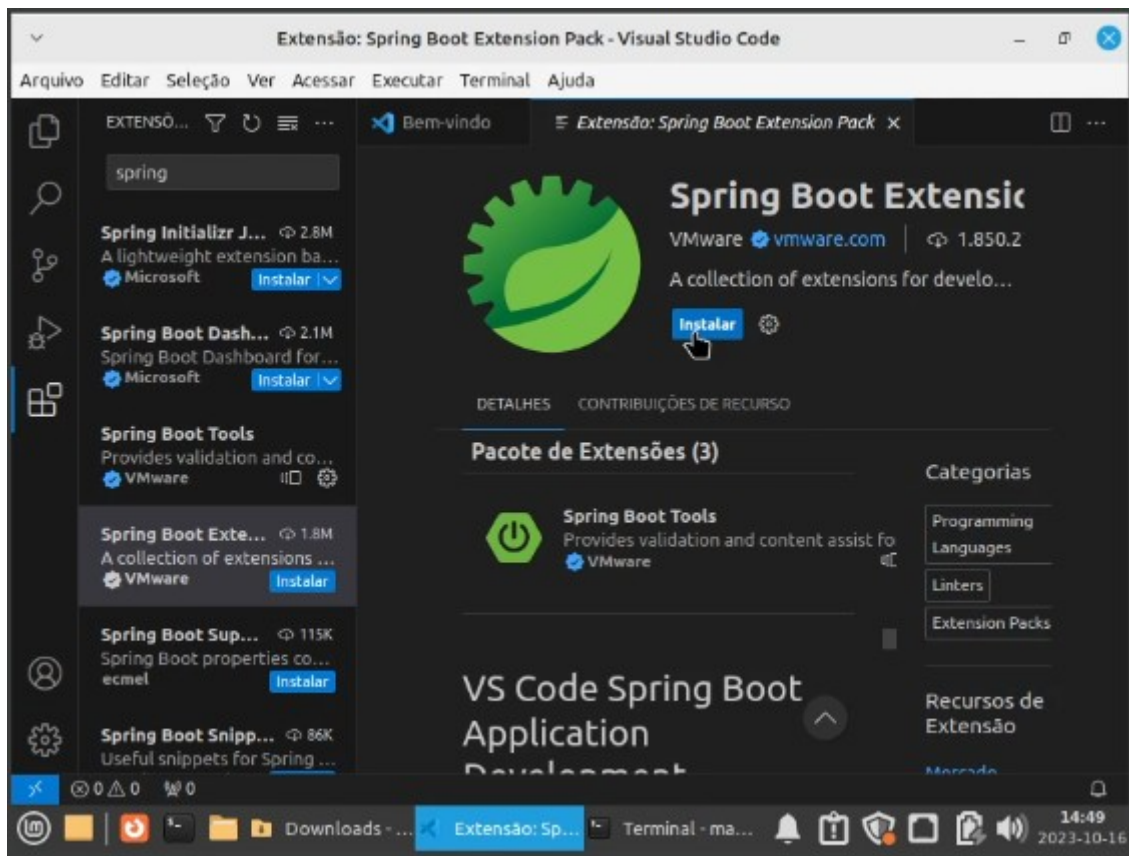 Extensão: Spring Boot Extension Pack - Visual Studio Code
Arquivo Editar Seleção Ver Acessar Executar Terminal Ajuda
EXTENSÕ...
Bem-vindo
Extensão: Spring Boot Extension Pack
spring
Spring Initializr J... 2.8M
A lightweight extension ba...
Microsoft Instalar
Spring Boot Dash... 2.1M
Spring Boot Dashboard for...
Microsoft Instalar
Spring Boot Tools
Provides validation and co...
VMware
Spring Boot Exte... 1.8M
A collection of extensions ...
VMware Instalar
Spring Boot Sup... 115K
Spring Boot properties co...
ecmel Instalar
Spring Boot Snipp... 86K
Useful snippets for Spring ...
Spring Boot
VMware vmware.com 1.850.2
A collection of extensions for develo...
Instalar
DETALHES CONTRIBUIÇÕES DE RECURSO
Pacote de Extensões (3)
Spring Boot Tools
Provides validation and content assist fo
VMware
VS Code Spring Boot
Application
Development
Categorias
Programming
Languages
Linters
Extension Packs
Recursos de
Extensão
0 0 0
Downloads - ...
Extensão: Sp...
Terminal - ma...
14:49
2023-10-16